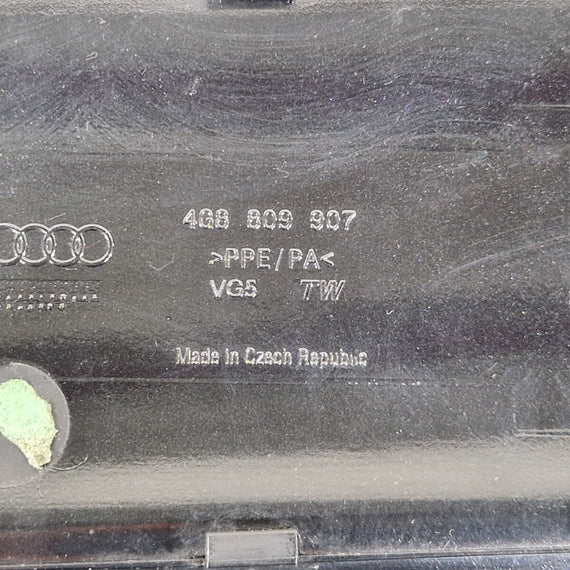 4G8 809 907
>PPE/PA<
VG5 TW
Made in Czech Republic